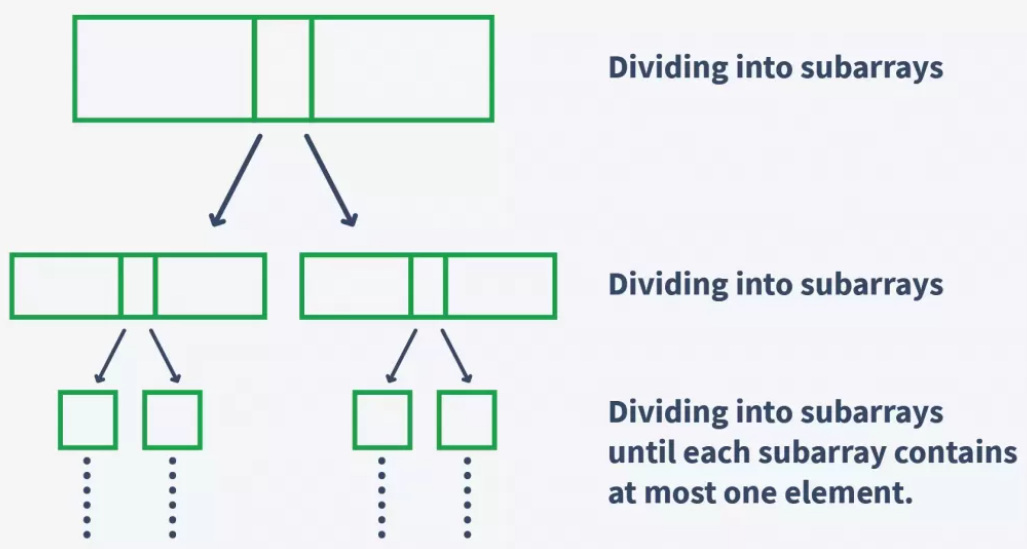 Dividing into subarrays
Dividing into subarrays
Dividing into subarrays
until each subarray contains
at most one element.